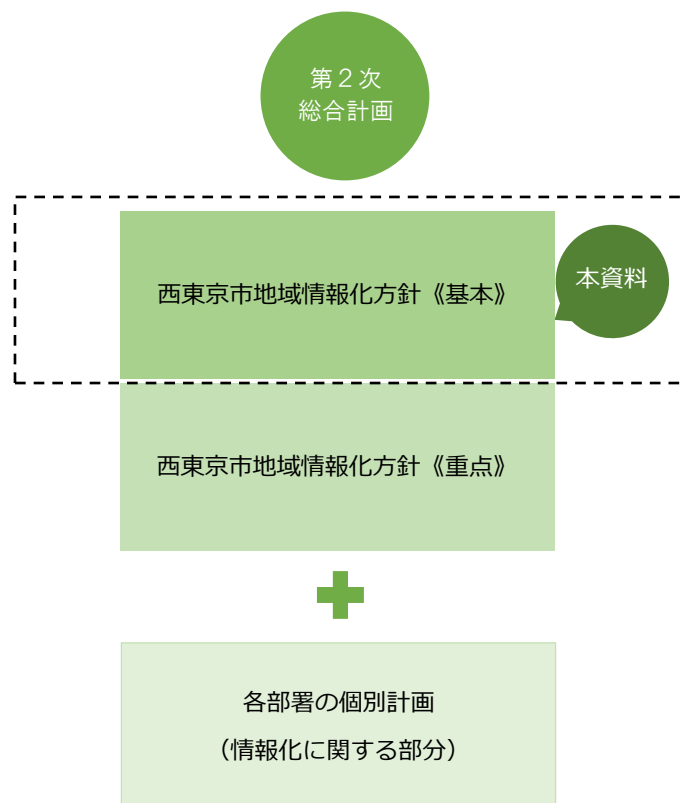 第２次
総合計画
西東京市地域情報化方針《基本》
本資料
西東京市地域情報化方針《重点》
各部署の個別計画
（情報化に関する部分）